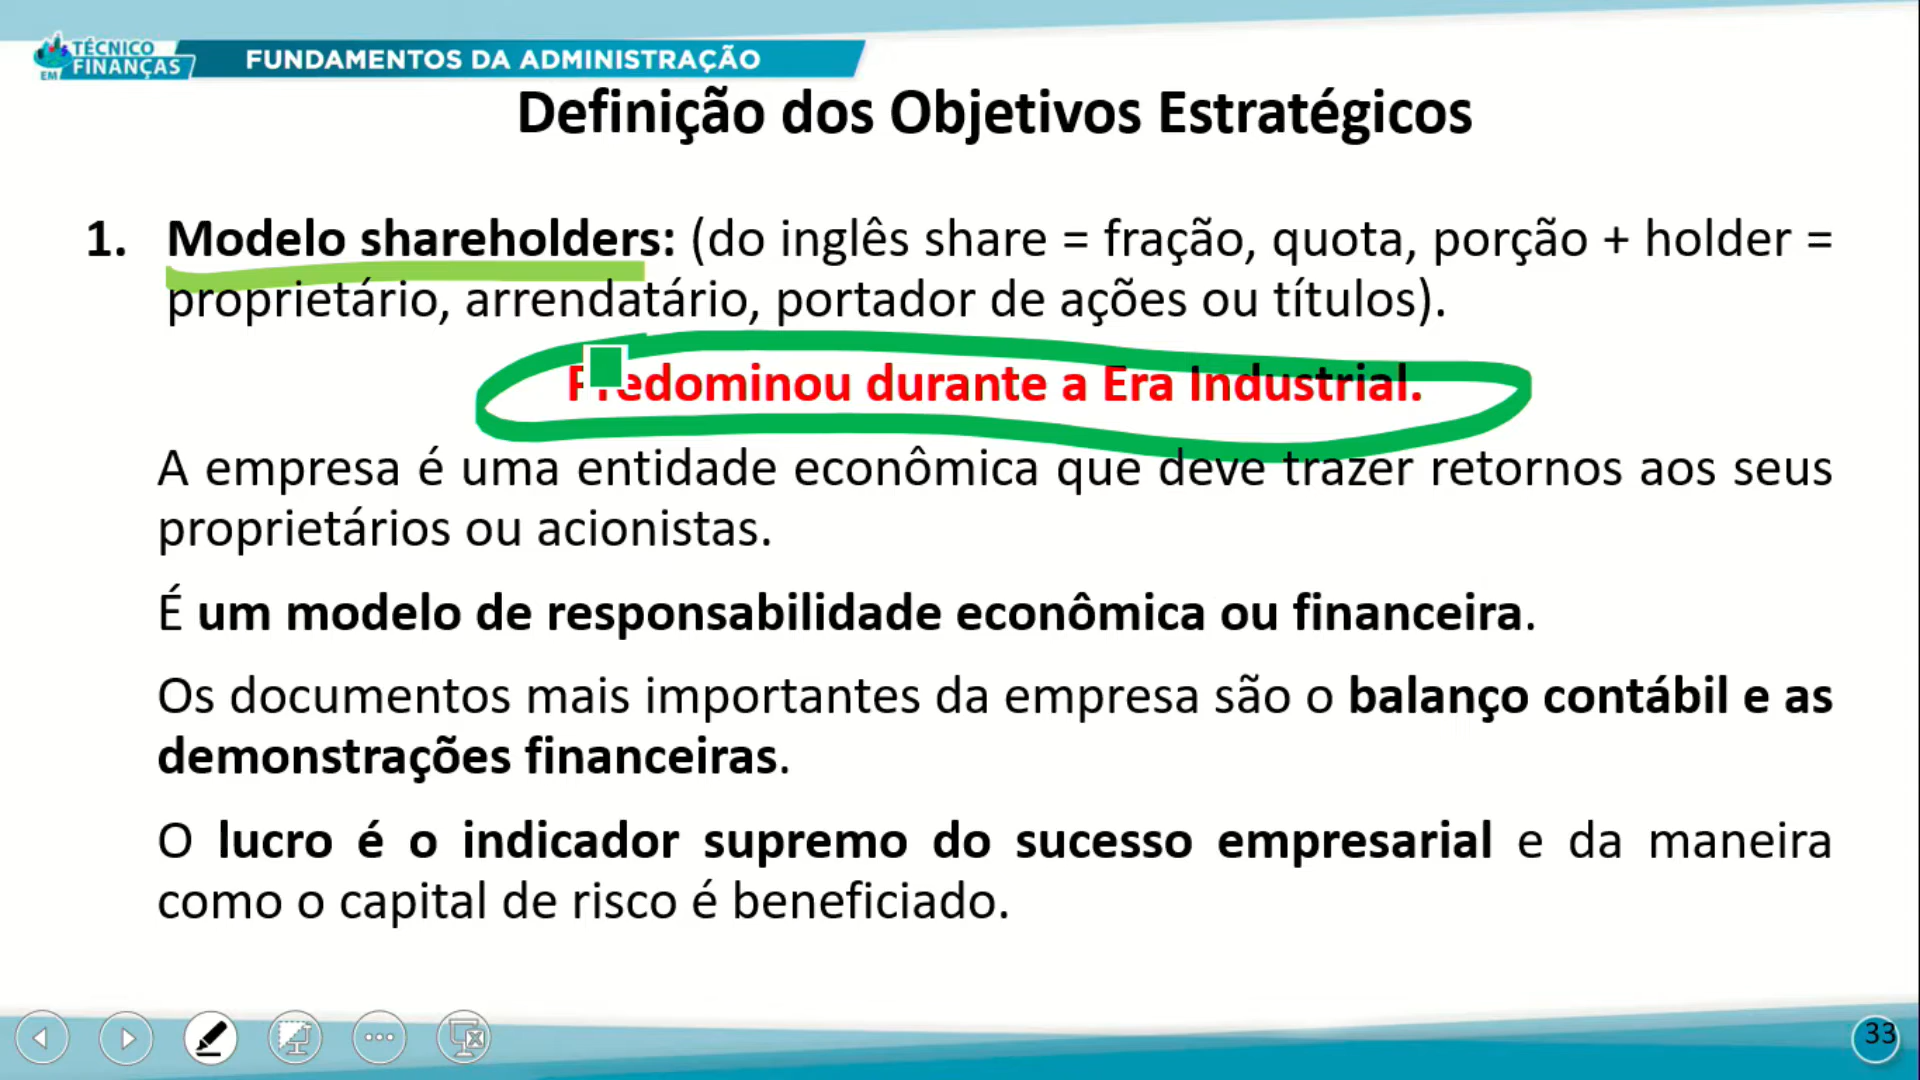 TÉCNICO
EM FINANÇAS
FUNDAMENTOS DA ADMINISTRAÇÃO
Definição dos Objetivos Estratégicos
1. Modelo shareholders: (do inglês share = fração, quota, porção + holder =
proprietário, arrendatário, portador de ações ou títulos).
Predominou durante a Era Industrial.
A empresa é uma entidade econômica que deve trazer retornos aos seus
proprietários ou acionistas.
É um modelo de responsabilidade econômica ou financeira.
Os documentos mais importantes da empresa são o balanço contábil e as
demonstrações financeiras.
O lucro é o indicador supremo do sucesso empresarial e da maneira
como o capital de risco é beneficiado.
33